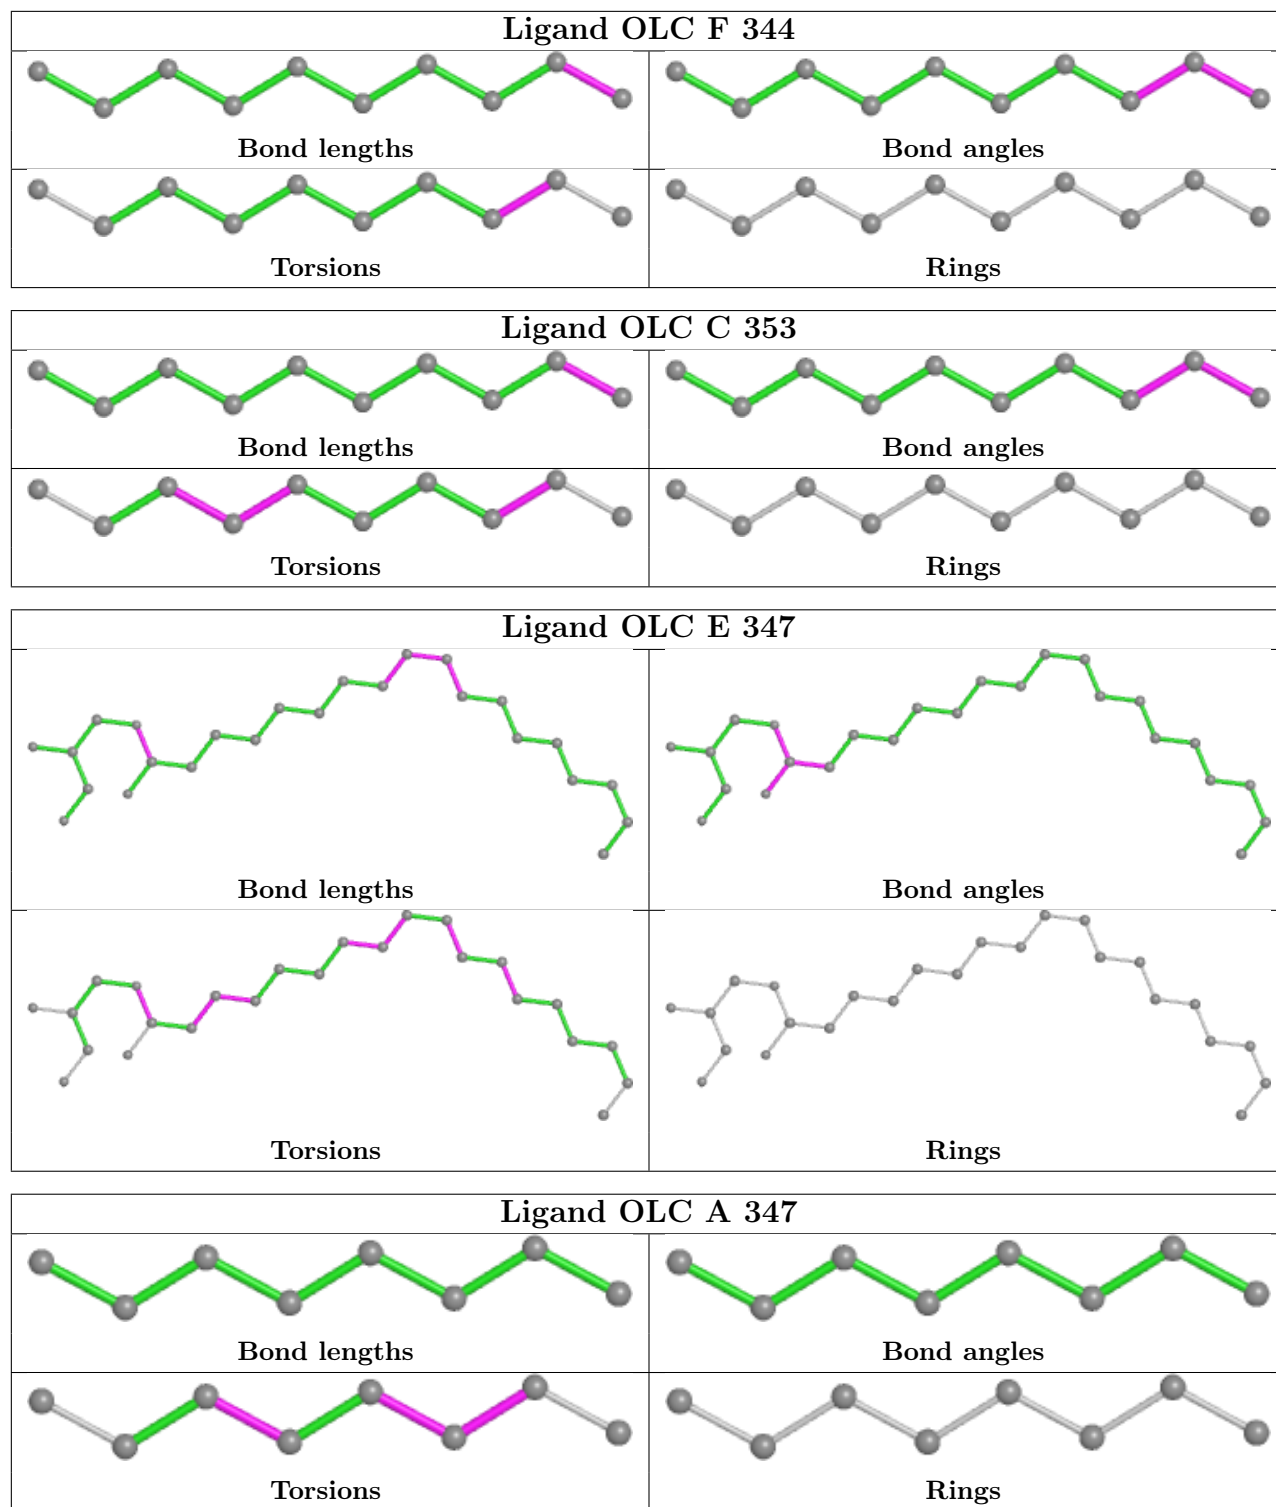 Ligand OLC F 344
Bond lengths
Bond angles
Torsions
Rings
Ligand OLC C 353
Bond lengths
Bond angles
Torsions
Rings
Ligand OLC E 347
Bond lengths
Bond angles
Torsions
Rings
Ligand OLC A 347
Bond lengths
Bond angles
Torsions
Rings